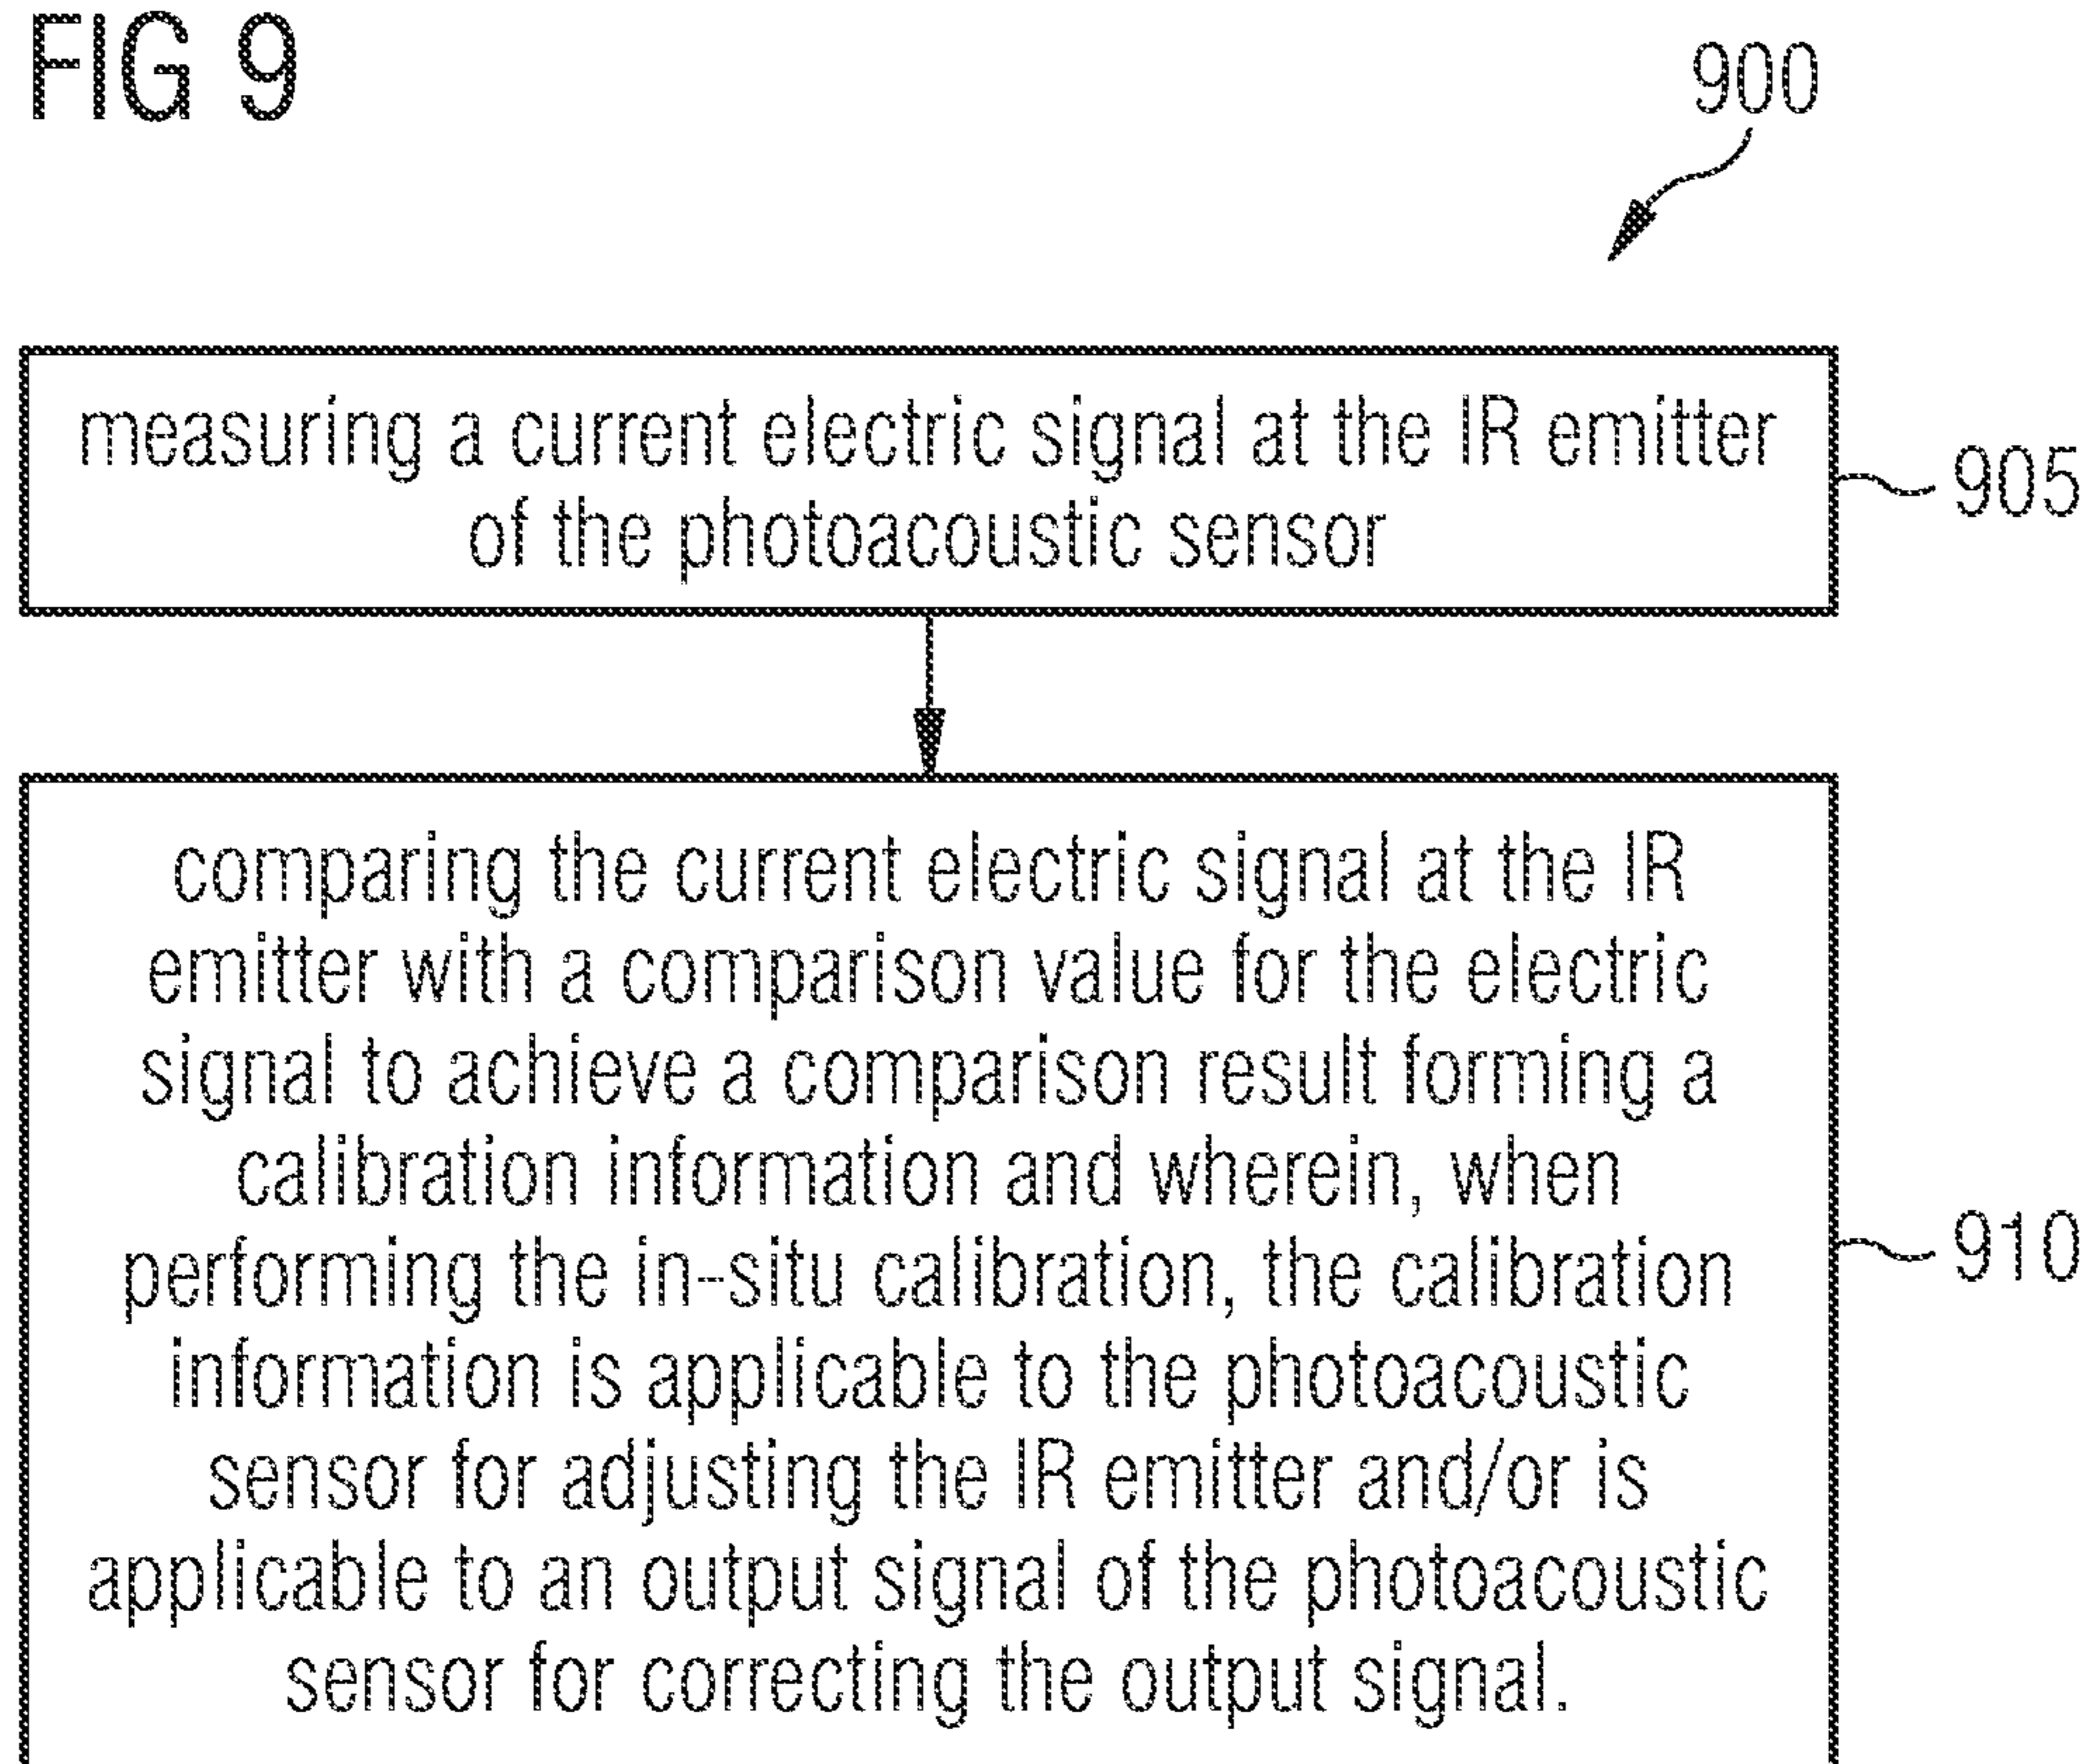 FIG 9
900
measuring a current electric signal at the IR emitter
of the photoacoustic sensor
905
comparing the current electric signal at the IR
emitter with a comparison value for the electric
signal to achieve a comparison result forming a
calibration information and wherein, when
performing the in-situ calibration, the calibration
information is applicable to the photoacoustic
sensor for adjusting the IR emitter and/or is
applicable to an output signal of the photoacoustic
sensor for correcting the output signal.
910